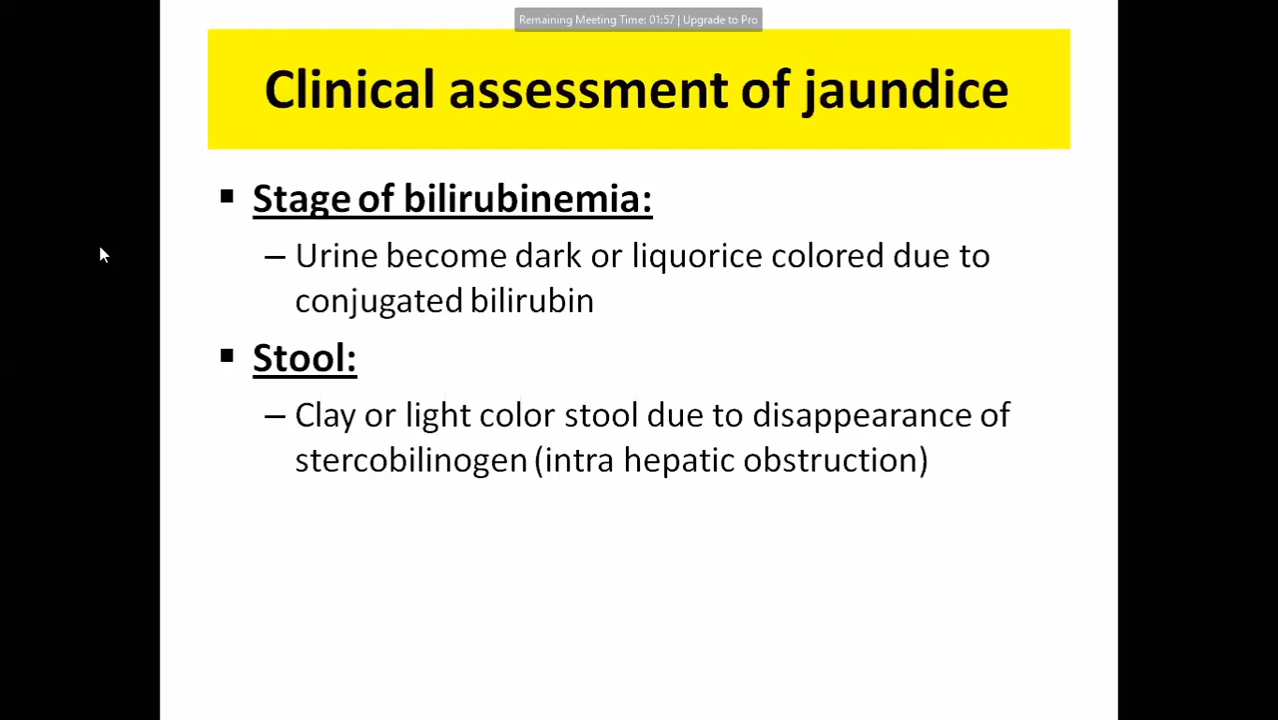 Remaining Meeting Time: 01:57 | Upgrade to Pro
Clinical assessment of jaundice
▪ Stage of bilirubinemia:
– Urine become dark or liquorice colored due to
conjugated bilirubin
▪ Stool:
– Clay or light color stool due to disappearance of
stercobilinogen (intra hepatic obstruction)